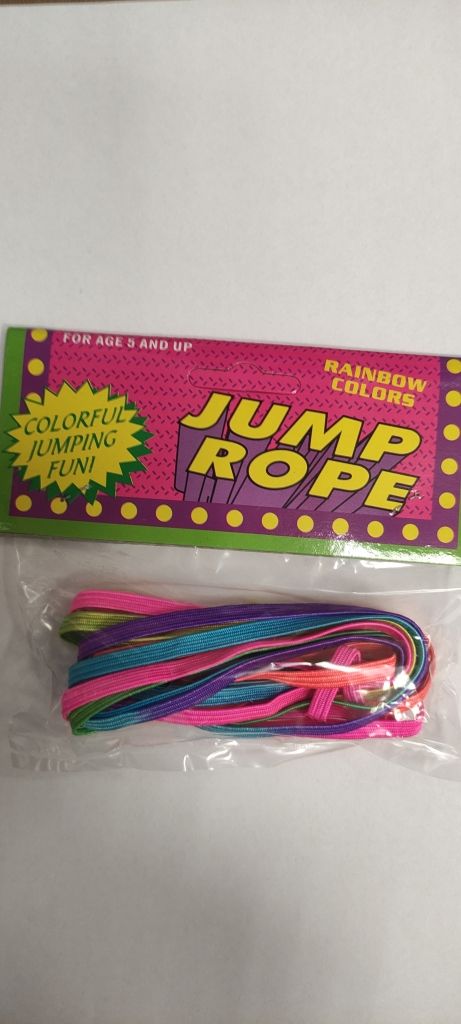 FOR AGE 5 AND UP
RAINBOW
COLORS
COLORFUL
JUMPING
FUN!
JUMP
ROPE